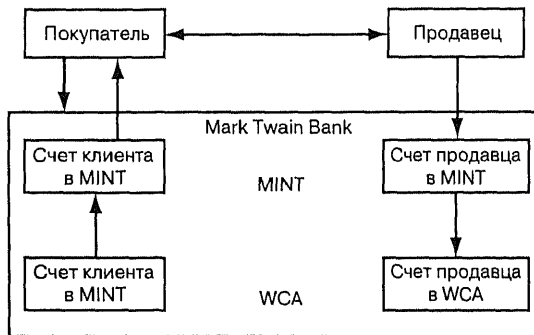 Покупатель
Продавец
Mark Twain Bank
Счет клиента
в MINT
MINT
Счет продавца
в MINT
Счет клиента
в MINT
WCA
Счет продавца
в WCA